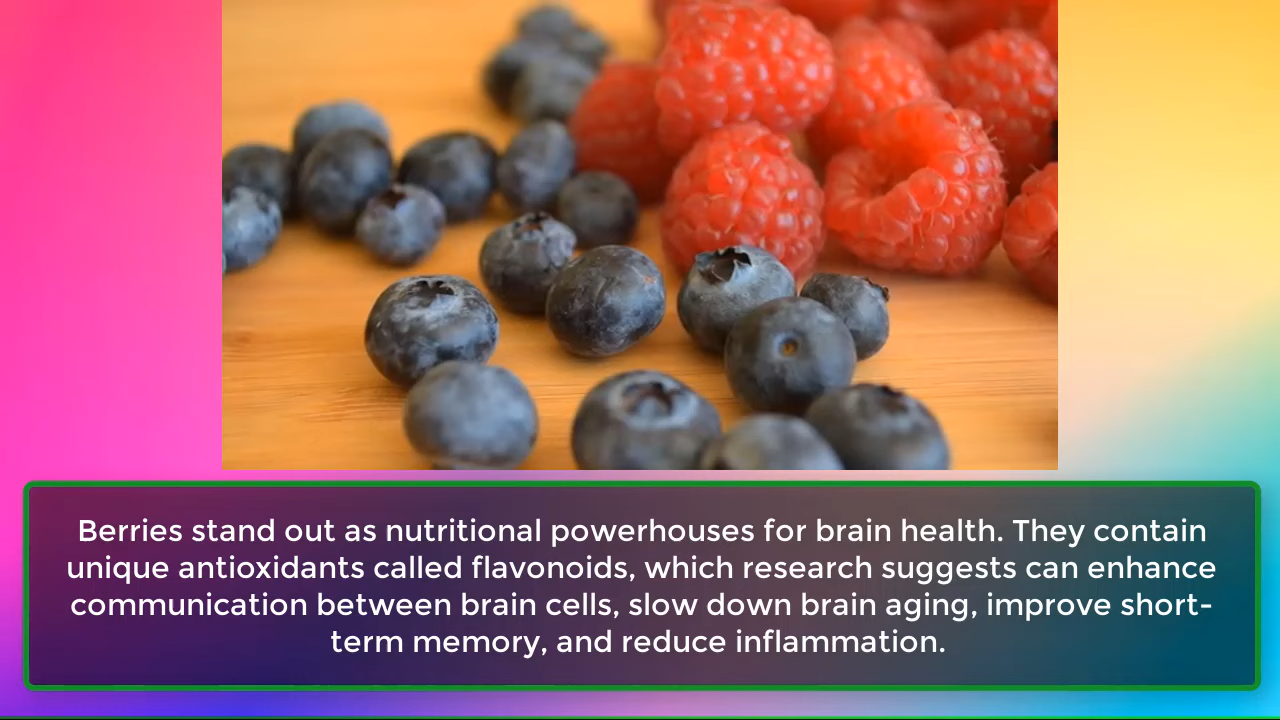 Berries stand out as nutritional powerhouses for brain health. They contain
unique antioxidants called flavonoids, which research suggests can enhance
communication between brain cells, slow down brain aging, improve short-
term memory, and reduce inflammation.